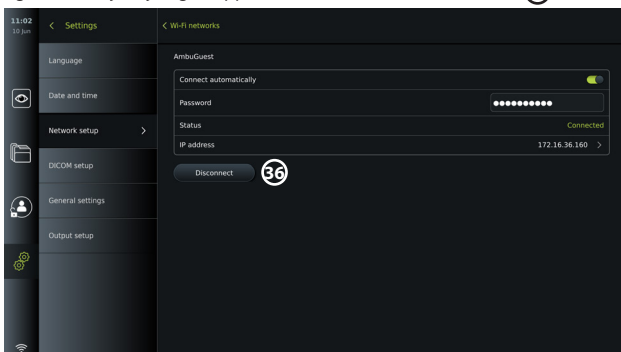 11:02
10 Jun
Settings
Wi-Fi networks
Language
Date and time
Network setup
DICOM setup
General settings
Output setup
AmbuGuest
Connect automatically
Password ●●●●●●●●●●
Status Connected
IP address 172.16.36.160
Disconnect 36